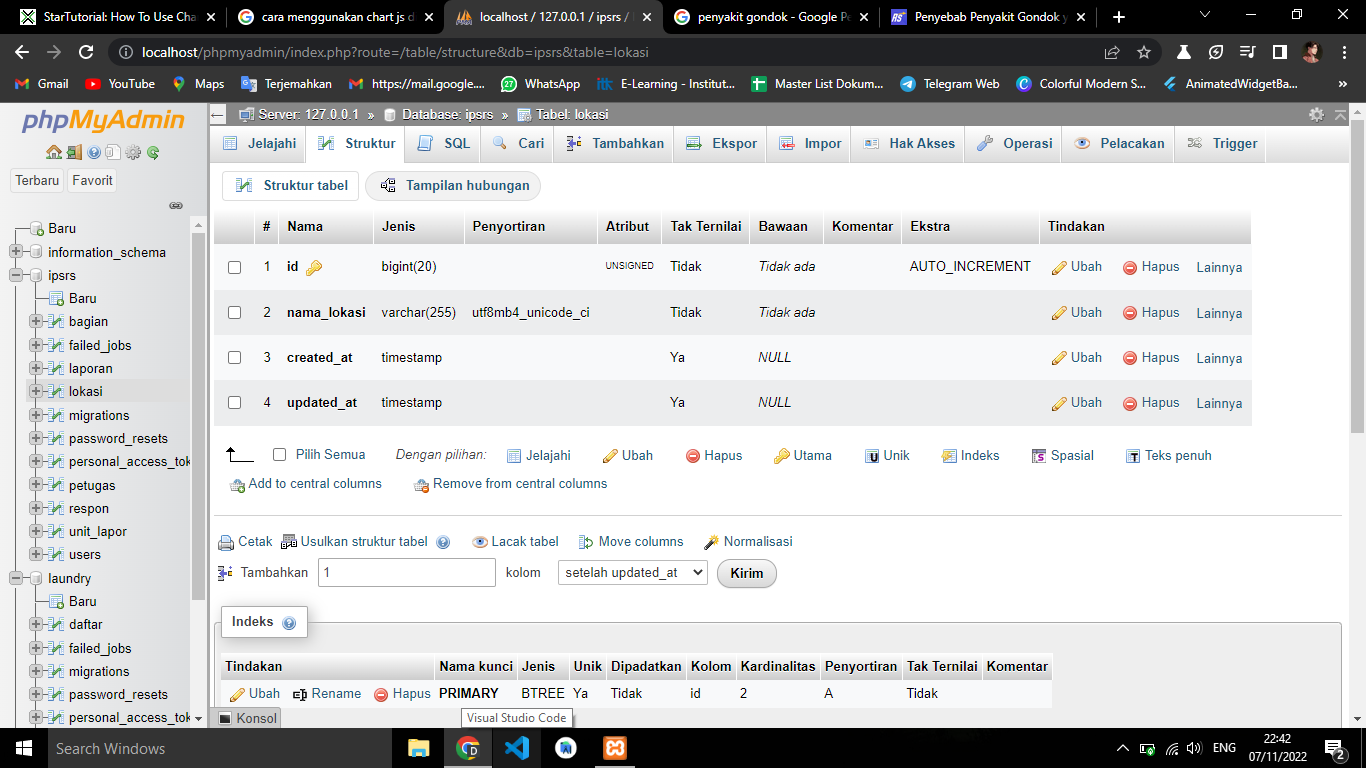 StarTutorial: How To Use Cha
cara menggunakan chart js d
localhost / 127.0.0.1 / ipsrs /
penyakit gondok - Google Pe
Penyebab Penyakit Gondok y
localhost/phpmyadmin/index.php?route=/table/structure&db=ipsrs&table=lokasi
Gmail YouTube Maps Terjemahkan https://mail.google.... 27 WhatsApp itk E-Learning - Institut... Master List Dokum... Telegram Web Colorful Modern S... AnimatedWidgetBa... »
phpMyAdmin
Terbaru Favorit
Baru
information_schema
ipsrs
Baru
bagian
failed_jobs
laporan
lokasi
migrations
password_resets
personal_access_tok
petugas
respon
unit_lapor
users
laundry
Baru
daftar
failed_jobs
migrations
password_resets
personal_access_tok
Server: 127.0.0.1 » Database: ipsrs » Tabel: lokasi
Jelajahi Struktur SQL Cari Tambahkan Ekspor Impor Hak Akses Operasi Pelacakan Trigger
Struktur tabel Tampilan hubungan
# Nama Jenis Penyortiran Atribut Tak Ternilai Bawaan Komentar Ekstra Tindakan
1 id bigint(20) UNSIGNED Tidak Tidak ada AUTO_INCREMENT Ubah Hapus Lainnya
2 nama_lokasi varchar(255) utf8mb4_unicode_ci Tidak Tidak ada Ubah Hapus Lainnya
3 created_at timestamp Ya NULL Ubah Hapus Lainnya
4 updated_at timestamp Ya NULL Ubah Hapus Lainnya
Pilih Semua Dengan pilihan: Jelajahi Ubah Hapus Utama Unik Indeks Spasial Teks penuh
Add to central columns Remove from central columns
Cetak Usulkan struktur tabel Lacak tabel Move columns Normalisasi
Tambahkan 1 kolom setelah updated_at Kirim
Indeks
Tindakan Nama kunci Jenis Unik Dipadatkan Kolom Kardinalitas Penyortiran Tak Ternilai Komentar
Ubah Rename Hapus PRIMARY BTREE Ya Tidak id 2 A Tidak
Konsol
Visual Studio Code
Search Windows
ENG
22:42
07/11/2022
2